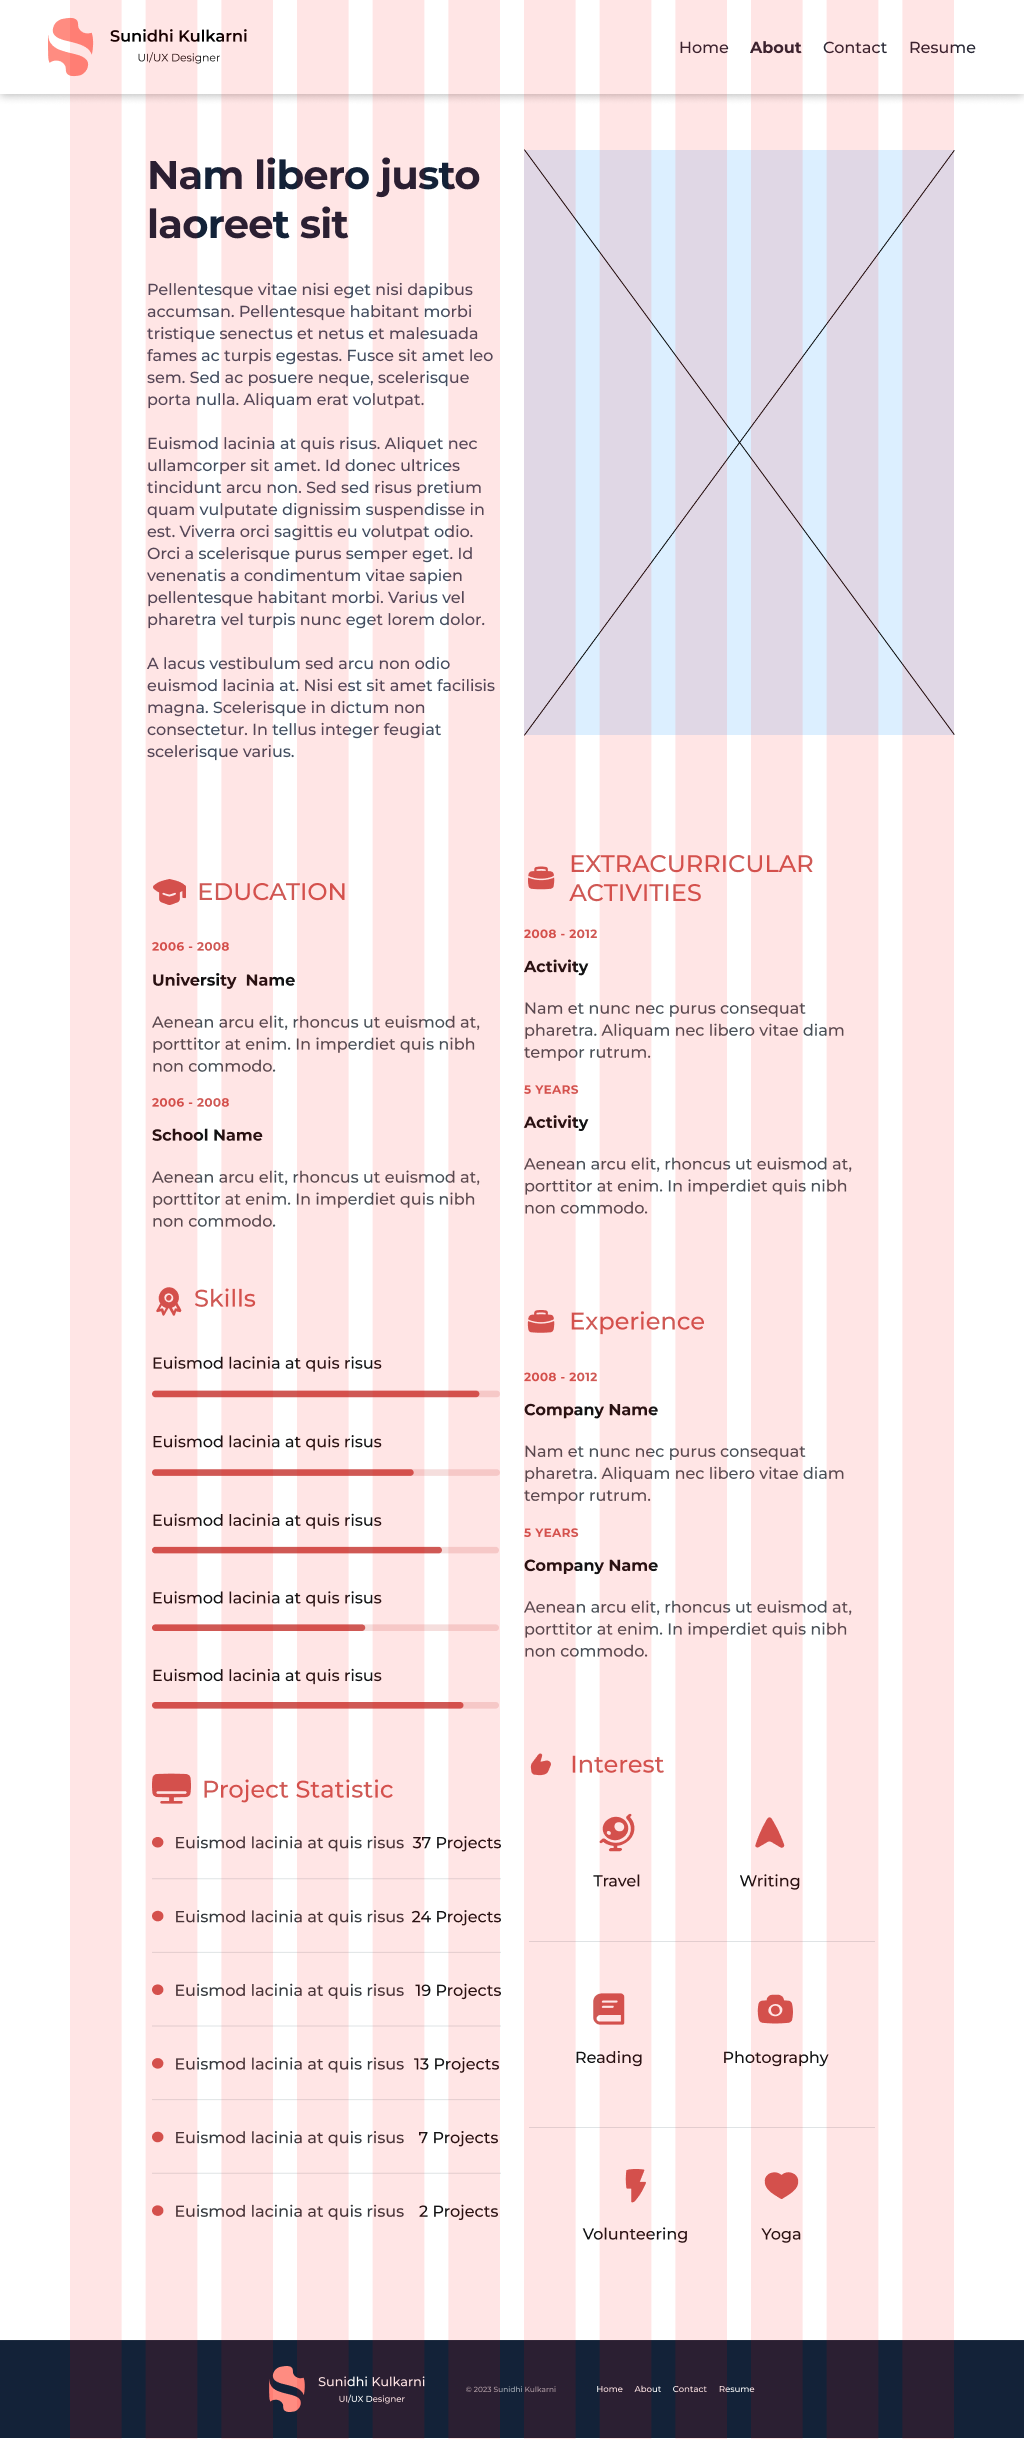 Sunidhi Kulkarni
UI/UX Designer
Home About Contact Resume
Nam libero justo
laoreet sit
Pellentesque vitae nisi eget nisi dapibus
accumsan. Pellentesque habitant morbi
tristique senectus et netus et malesuada
fames ac turpis egestas. Fusce sit amet leo
sem. Sed ac posuere neque, scelerisque
porta nulla. Aliquam erat volutpat.
Euismod lacinia at quis risus. Aliquet nec
ullamcorper sit amet. Id donec ultrices
tincidunt arcu non. Sed sed risus pretium
quam vulputate dignissim suspendisse in
est. Viverra orci sagittis eu volutpat odio.
Orci a scelerisque purus semper eget. Id
venenatis a condimentum vitae sapien
pellentesque habitant morbi. Varius vel
pharetra vel turpis nunc eget lorem dolor.
A lacus vestibulum sed arcu non odio
euismod lacinia at. Nisi est sit amet facilisis
magna. Scelerisque in dictum non
consectetur. In tellus integer feugiat
scelerisque varius.
EDUCATION
2006 - 2008
University Name
Aenean arcu elit, rhoncus ut euismod at,
porttitor at enim. In imperdiet quis nibh
non commodo.
2006 - 2008
School Name
Aenean arcu elit, rhoncus ut euismod at,
porttitor at enim. In imperdiet quis nibh
non commodo.
Skills
Euismod lacinia at quis risus
Euismod lacinia at quis risus
Euismod lacinia at quis risus
Euismod lacinia at quis risus
Euismod lacinia at quis risus
Project Statistic
Euismod lacinia at quis risus 37 Projects
Euismod lacinia at quis risus 24 Projects
Euismod lacinia at quis risus 19 Projects
Euismod lacinia at quis risus 13 Projects
Euismod lacinia at quis risus 7 Projects
Euismod lacinia at quis risus 2 Projects
EXTRACURRICULAR
ACTIVITIES
2008 - 2012
Activity
Nam et nunc nec purus consequat
pharetra. Aliquam nec libero vitae diam
tempor rutrum.
5 YEARS
Activity
Aenean arcu elit, rhoncus ut euismod at,
porttitor at enim. In imperdiet quis nibh
non commodo.
Experience
2008 - 2012
Company Name
Nam et nunc nec purus consequat
pharetra. Aliquam nec libero vitae diam
tempor rutrum.
5 YEARS
Company Name
Aenean arcu elit, rhoncus ut euismod at,
porttitor at enim. In imperdiet quis nibh
non commodo.
Interest
Travel Writing
Reading Photography
Volunteering Yoga
Sunidhi Kulkarni
UI/UX Designer
© 2023 Sunidhi Kulkarni
Home About Contact Resume